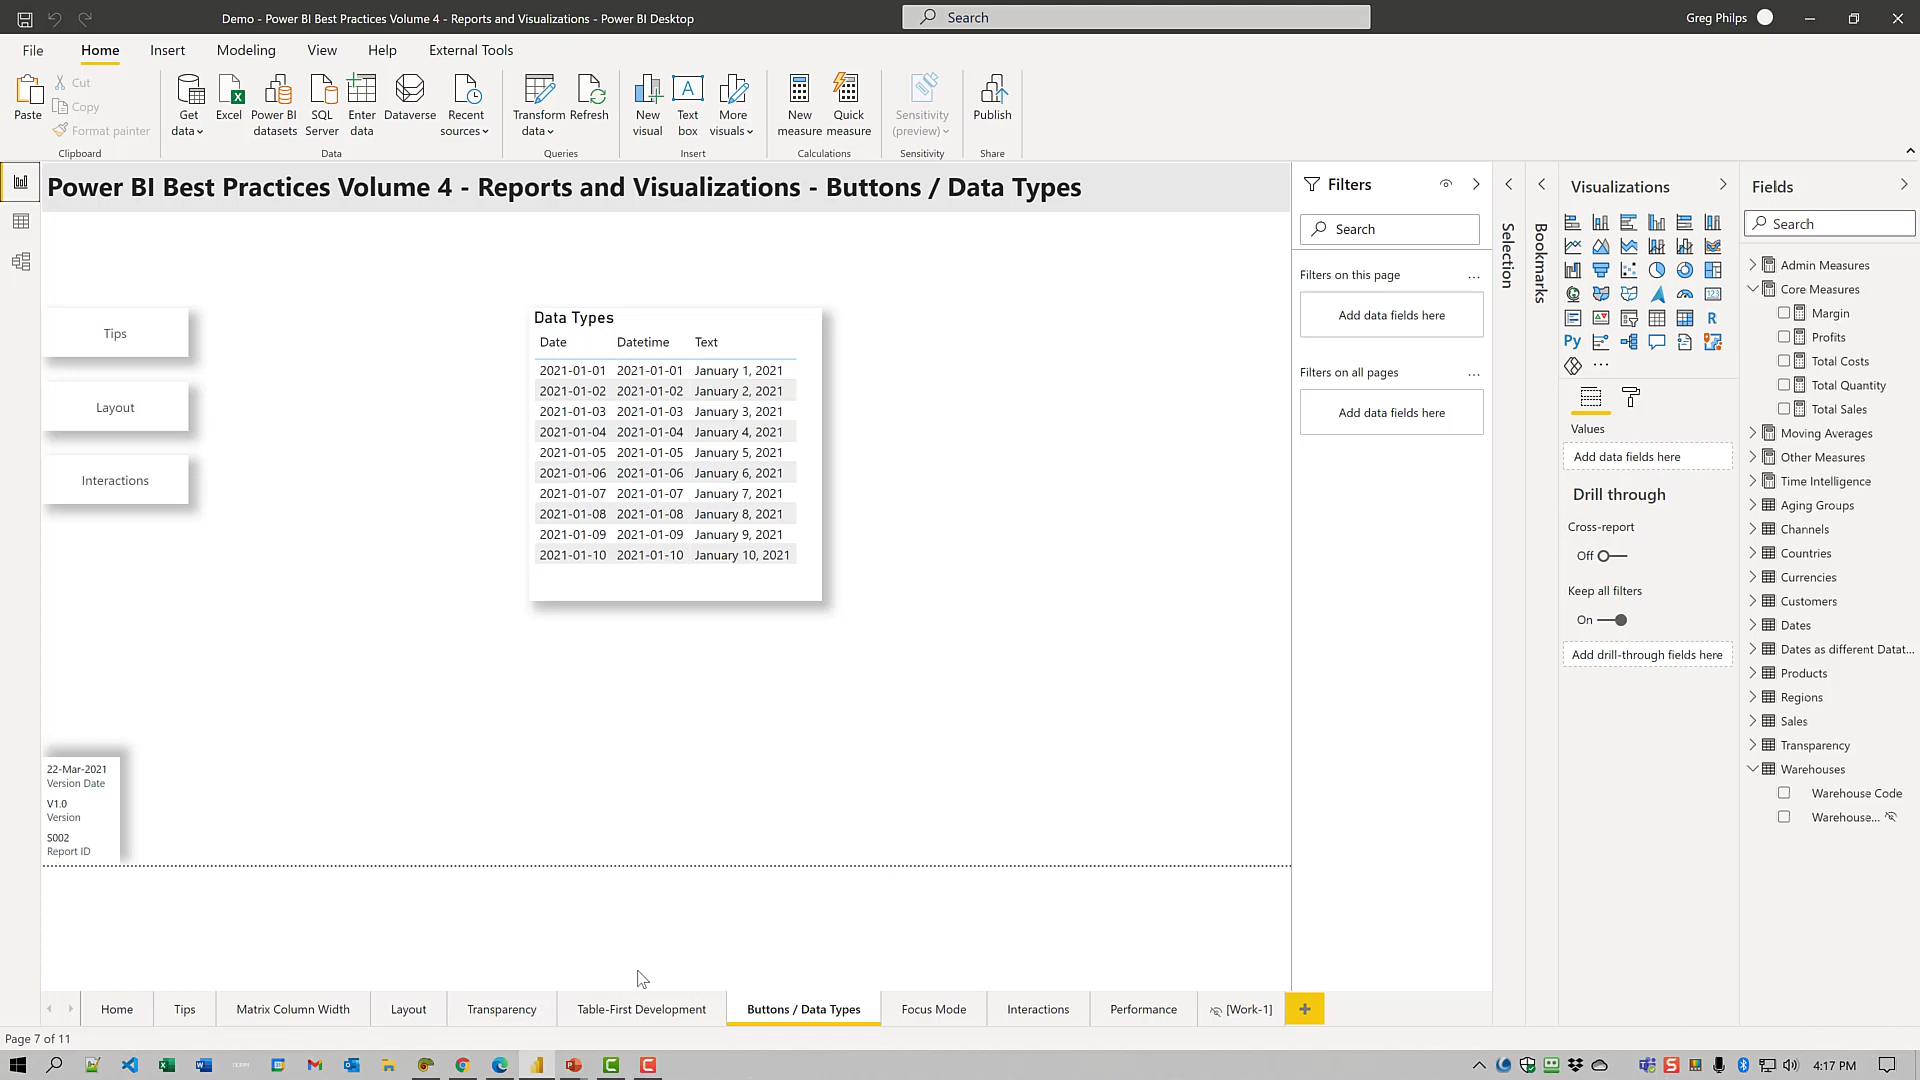 Demo - Power BI Best Practices Volume 4 - Reports and Visualizations - Power BI Desktop
Search
Greg Philps
File Home Insert Modeling View Help External Tools
Paste
Cut
Copy
Format painter
Clipboard
Get data
Excel
Power BI datasets
SQL Server
Enter data
Dataverse
Recent sources
Data
Transform data
Refresh
Queries
New visual
Text box
More visuals
Insert
New measure
Quick measure
Calculations
Sensitivity (preview)
Sensitivity
Publish
Share
Power BI Best Practices Volume 4 - Reports and Visualizations - Buttons / Data Types
Tips
Layout
Interactions
Data Types
Date Datetime Text
2021-01-01 2021-01-01 January 1, 2021
2021-01-02 2021-01-02 January 2, 2021
2021-01-03 2021-01-03 January 3, 2021
2021-01-04 2021-01-04 January 4, 2021
2021-01-05 2021-01-05 January 5, 2021
2021-01-06 2021-01-06 January 6, 2021
2021-01-07 2021-01-07 January 7, 2021
2021-01-08 2021-01-08 January 8, 2021
2021-01-09 2021-01-09 January 9, 2021
2021-01-10 2021-01-10 January 10, 2021
22-Mar-2021
Version Date
V1.0
Version
S002
Report ID
Filters
Search
Filters on this page ...
Add data fields here
Filters on all pages ...
Add data fields here
Selection
Bookmarks
Visualizations
R
Py
...
Values
Add data fields here
Drill through
Cross-report
Off
Keep all filters
On
Add drill-through fields here
Fields
Search
Admin Measures
Core Measures
Margin
Profits
Total Costs
Total Quantity
Total Sales
Moving Averages
Other Measures
Time Intelligence
Aging Groups
Channels
Countries
Currencies
Customers
Dates
Dates as different Datat...
Products
Regions
Sales
Transparency
Warehouses
Warehouse Code
Warehouse...
Home Tips Matrix Column Width Layout Transparency Table-First Development Buttons / Data Types Focus Mode Interactions Performance [Work-1] +
Page 7 of 11
4:17 PM